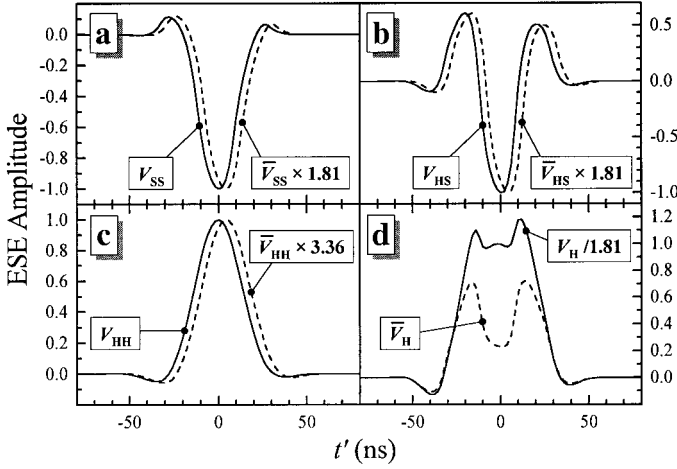 ESE Amplitude
a
0.0
-0.2
-0.4
-0.6
-0.8
-1.0
V_SS
V̄_SS × 1.81
b
0.5
0.0
-0.5
-1.0
V_HS
V̄_HS × 1.81
c
1.0
0.8
0.6
0.4
0.2
0.0
V_HH
V̄_HH × 3.36
-50 0 50
d
1.2
1.0
0.8
0.6
0.4
0.2
0.0
V_H /1.81
V̄_H
-50 0 50
t' (ns)